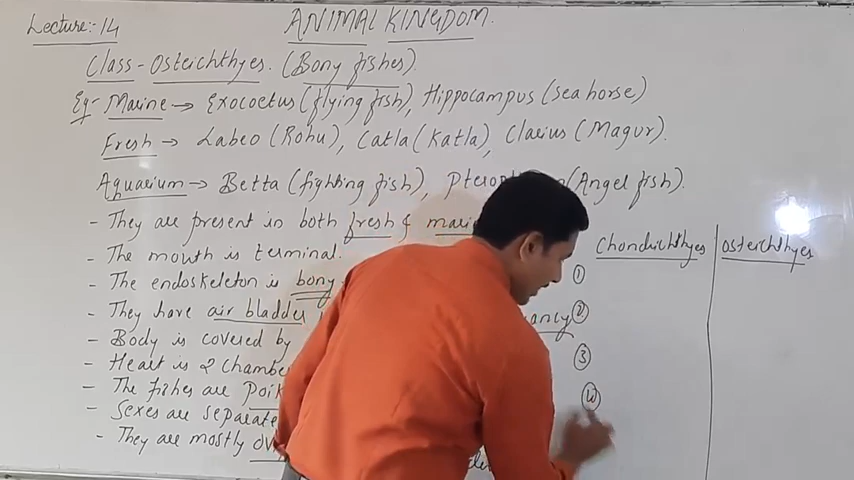 Lecture:- 14
ANIMAL KINGDOM.
Class - Osteichthyes. (Bony fishes).
Eg- Marine → Exocoetus (flying fish), Hippocampus (Sea horse)
Fresh → Labeo (Rohu), Catla (Katla), Clarius (Magur).
Aquarium → Betta (fighting fish), (Angel fish).
- They are present in both fresh &
- The mouth is terminal.
- The endoskeleton is bony
- They have air bladder
- Body is covered by
- Heart is 2
- The fishes are
- Sexes are separate
- They are mostly
Chondrichthyes
Osteichthyes
①
②
③
④